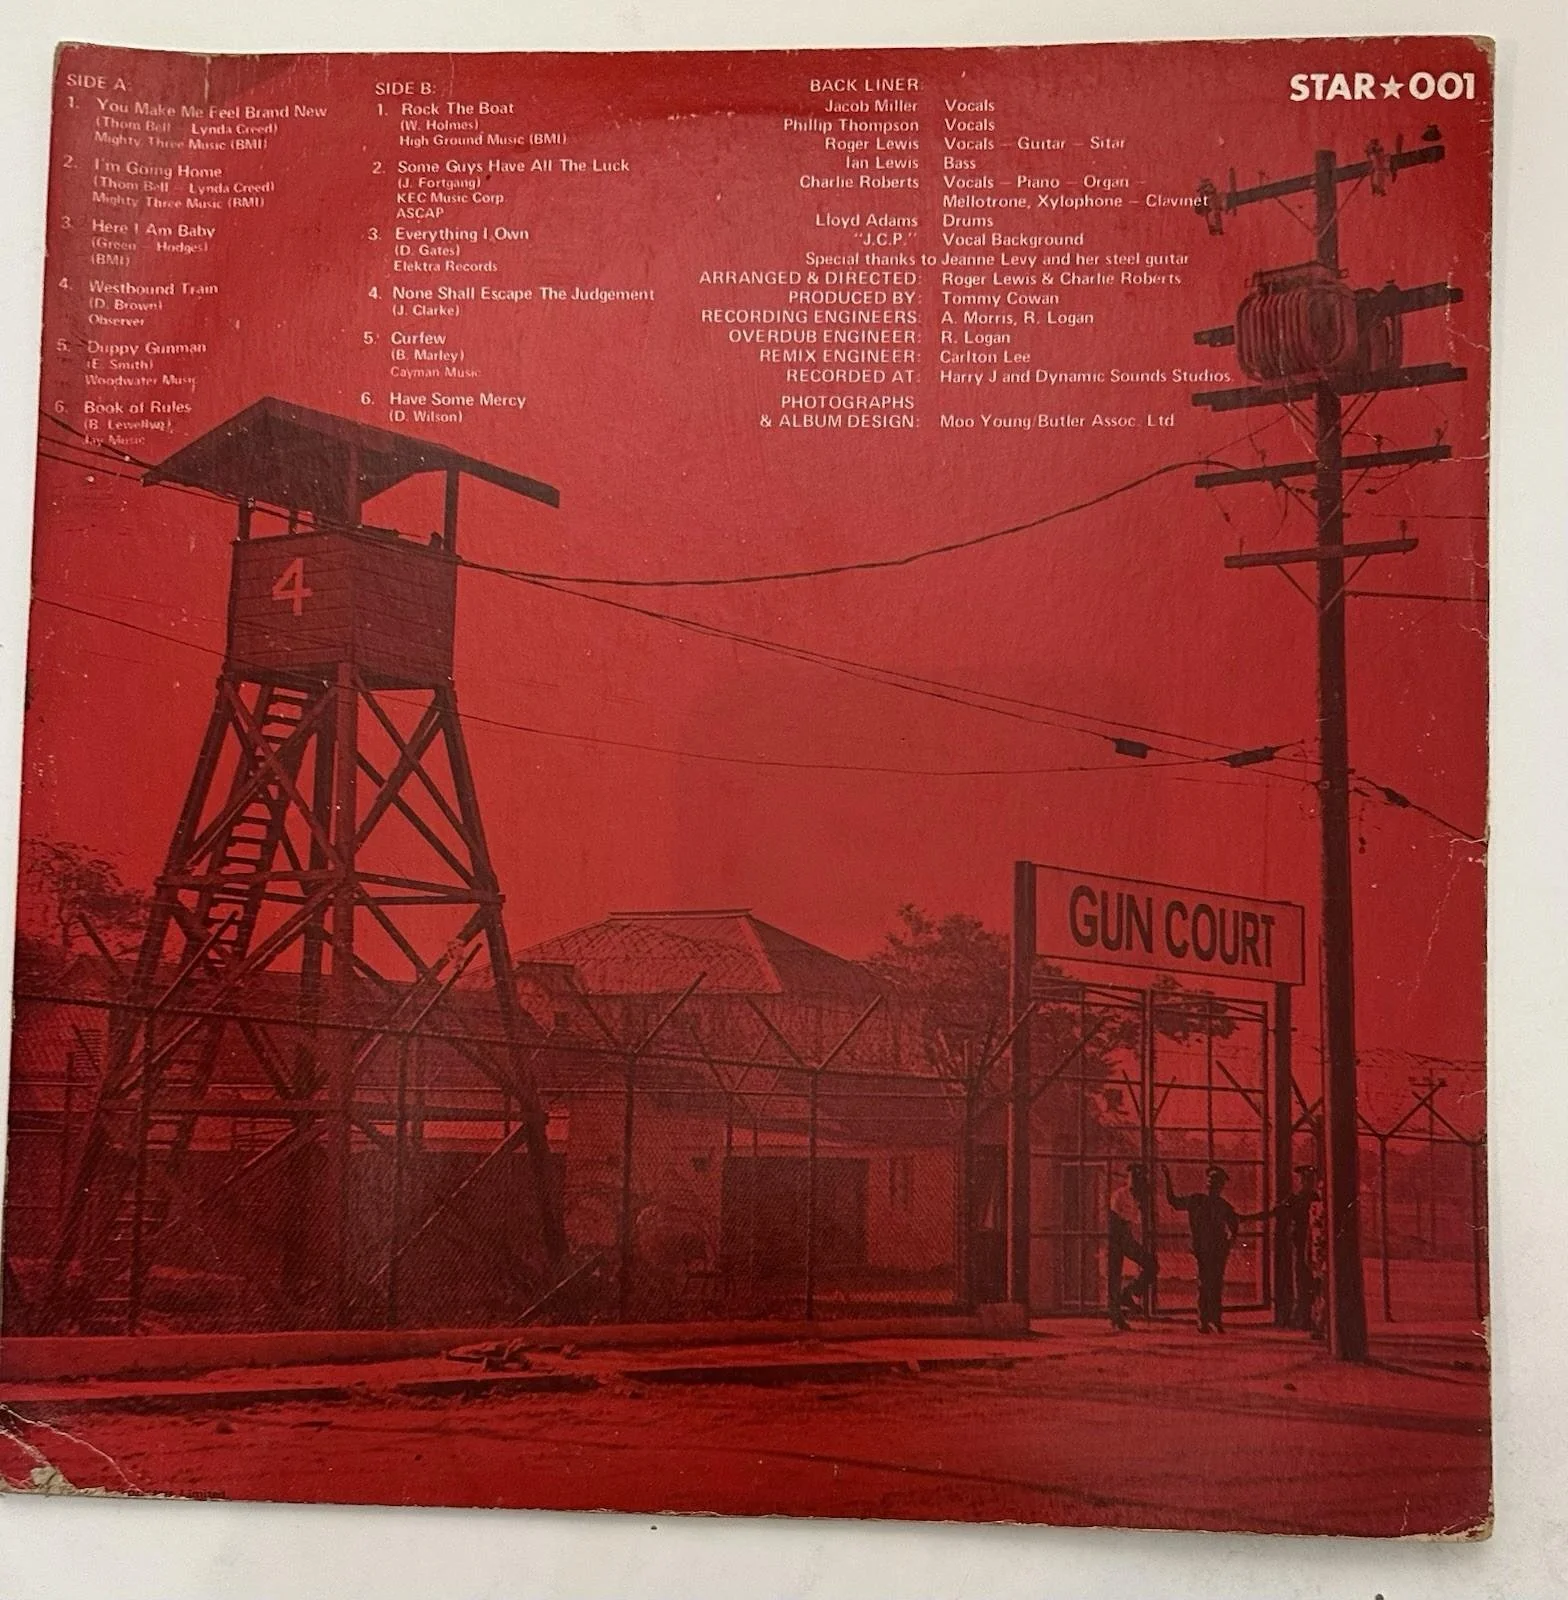 SIDE A:
1. You Make Me Feel Brand New
(Thom Bell – Lynda Creed)
Mighty Three Music (BMI)
2. I'm Going Home
(Thom Bell – Lynda Creed)
Mighty Three Music (BMI)
3. Here I Am Baby
(Green – Hodges)
(BMI)
4. Westbound Train
(D. Brown)
Observer
5. Duppy Gunman
(E. Smith)
Woodwater Music
6. Book of Rules
(B. Lewellyn)
Jay Music
SIDE B:
1. Rock The Boat
(W. Holmes)
High Ground Music (BMI)
2. Some Guys Have All The Luck
(J. Fortgang)
KEC Music Corp.
ASCAP
3. Everything I Own
(D. Gates)
Elektra Records
4. None Shall Escape The Judgement
(J. Clarke)
5. Curfew
(B. Marley)
Cayman Music
6. Have Some Mercy
(D. Wilson)
BACK LINER:
Jacob Miller Vocals
Phillip Thompson Vocals
Roger Lewis Vocals – Guitar – Sitar
Ian Lewis Bass
Charlie Roberts Vocals – Piano – Organ –
Mellotrone, Xylophone – Clavinet
Lloyd Adams Drums
"J.C.P." Vocal Background
Special thanks to Jeanne Levy and her steel guitar
ARRANGED & DIRECTED: Roger Lewis & Charlie Roberts
PRODUCED BY: Tommy Cowan
RECORDING ENGINEERS: A. Morris, R. Logan
OVERDUB ENGINEER: R. Logan
REMIX ENGINEER: Carlton Lee
RECORDED AT: Harry J and Dynamic Sounds Studios.
PHOTOGRAPHS
& ALBUM DESIGN: Moo Young/Butler Assoc. Ltd
STAR★001
4
GUN COURT
Limited